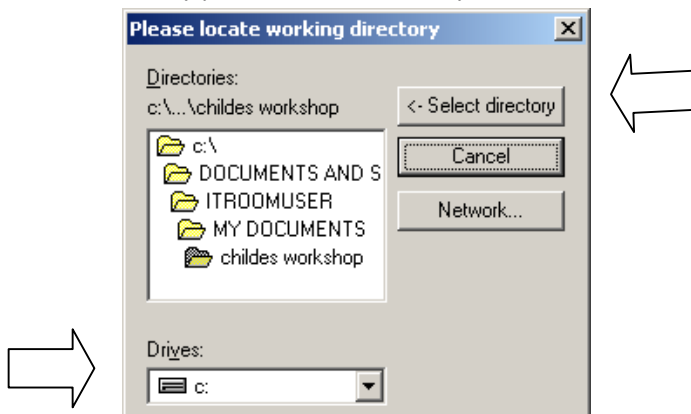 Please locate working directory
Directories:
c:\...\childes workshop
<- Select directory
c:\
DOCUMENTS AND S
ITROOMUSER
MY DOCUMENTS
childes workshop
Cancel
Network...
Drives:
c: